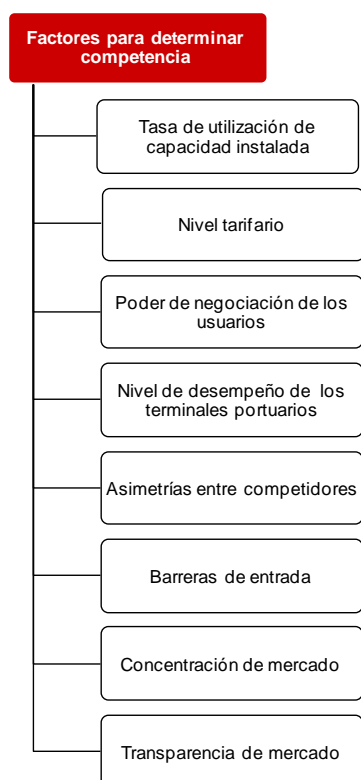 Factores para determinar
competencia
Tasa de utilización de
capacidad instalada
Nivel tarifario
Poder de negociación de los
usuarios
Nivel de desempeño de los
terminales portuarios
Asimetrías entre competidores
Barreras de entrada
Concentración de mercado
Transparencia de mercado